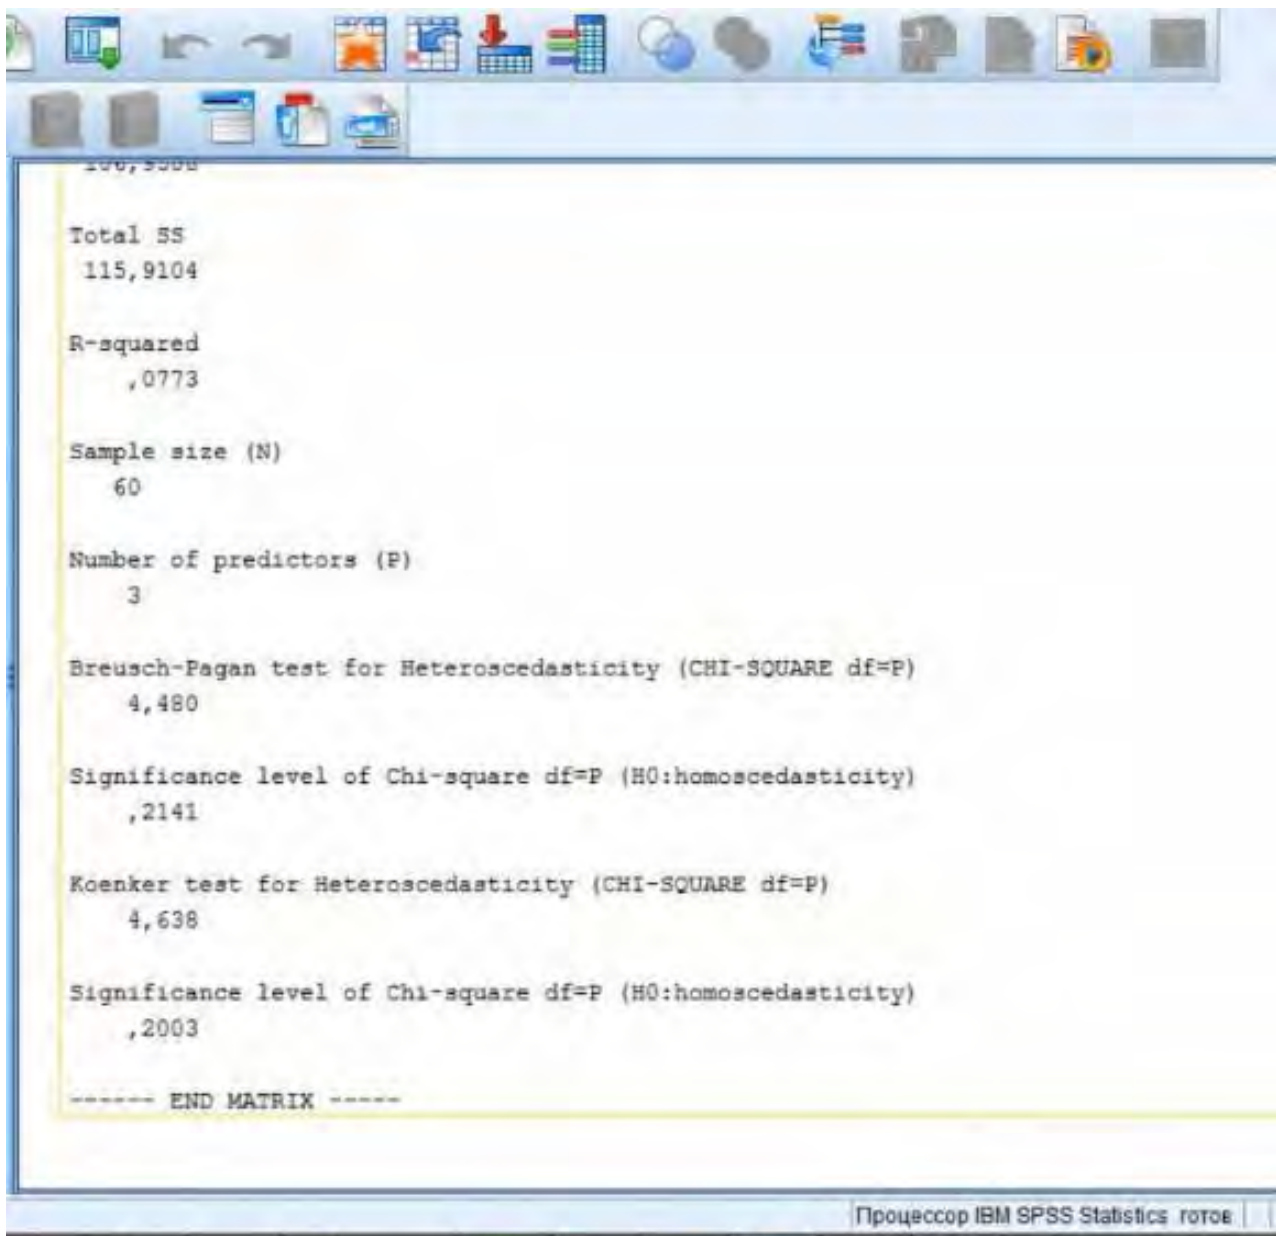 Total SS
115,9104
R-squared
,0773
Sample size (N)
60
Number of predictors (P)
3
Breusch-Pagan test for Heteroscedasticity (CHI-SQUARE df=P)
4,480
Significance level of Chi-square df=P (H0:homoscedasticity)
,2141
Koenker test for Heteroscedasticity (CHI-SQUARE df=P)
4,638
Significance level of Chi-square df=P (H0:homoscedasticity)
,2003
------ END MATRIX -----
Процессор IBM SPSS Statistics готов